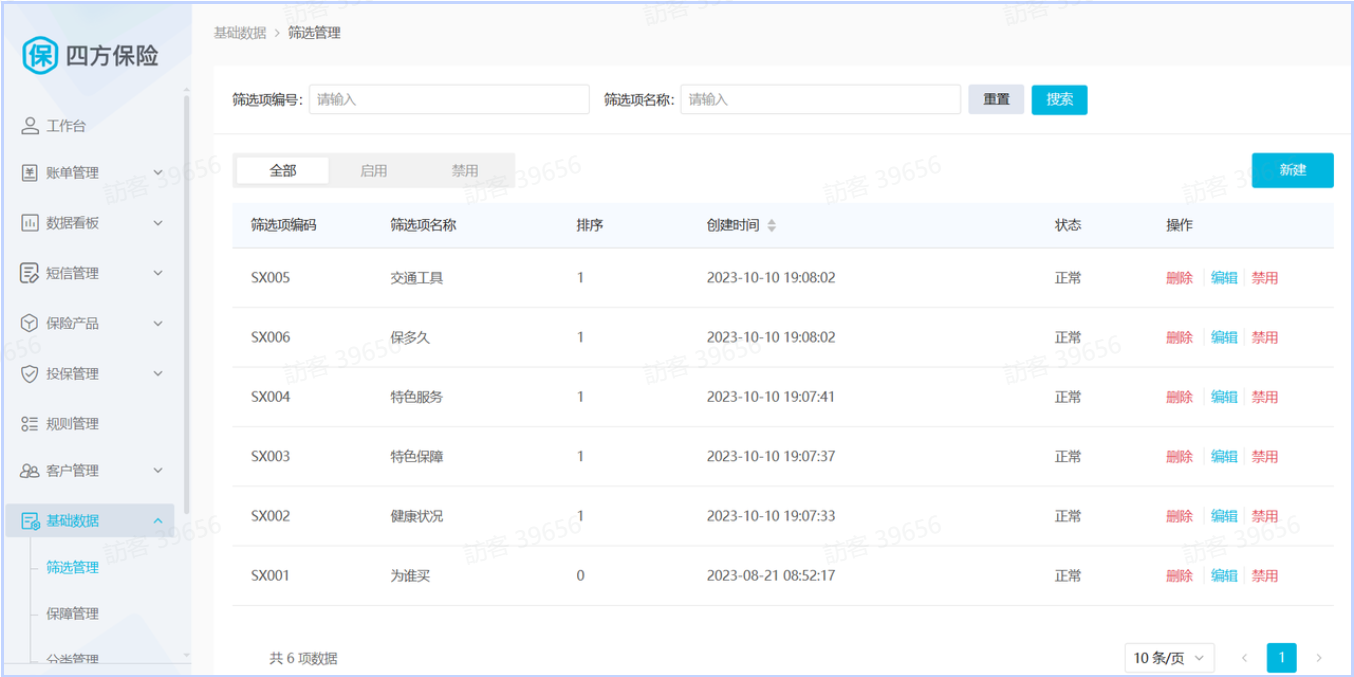 保 四方保险
工作台
账单管理
数据看板
短信管理
保险产品
投保管理
规则管理
客户管理
基础数据
筛选管理
保障管理
分类管理
基础数据 > 筛选管理
筛选项编号: 请输入 筛选项名称: 请输入 重置 搜索
全部 启用 禁用 新建
筛选项编码 筛选项名称 排序 创建时间 状态 操作
SX005 交通工具 1 2023-10-10 19:08:02 正常 删除 编辑 禁用
SX006 保多久 1 2023-10-10 19:08:02 正常 删除 编辑 禁用
SX004 特色服务 1 2023-10-10 19:07:41 正常 删除 编辑 禁用
SX003 特色保障 1 2023-10-10 19:07:37 正常 删除 编辑 禁用
SX002 健康状况 1 2023-10-10 19:07:33 正常 删除 编辑 禁用
SX001 为谁买 0 2023-08-21 08:52:17 正常 删除 编辑 禁用
共 6 项数据 10 条/页 < 1 >
訪客 39656